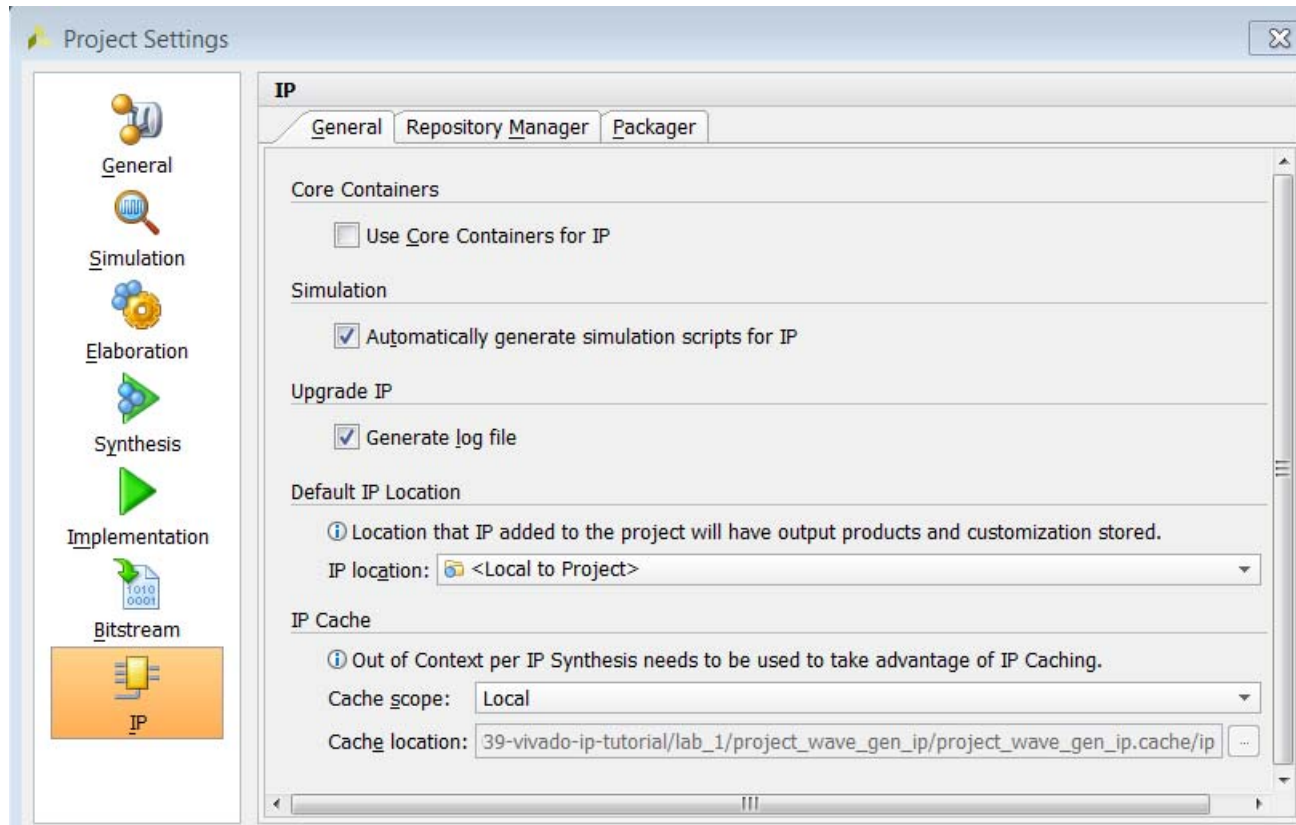 Project Settings
General
Simulation
Elaboration
Synthesis
Implementation
1010
0001
Bitstream
IP
IP
General
Repository Manager
Packager
Core Containers
Use Core Containers for IP
Simulation
Automatically generate simulation scripts for IP
Upgrade IP
Generate log file
Default IP Location
Location that IP added to the project will have output products and customization stored.
IP location: <Local to Project>
IP Cache
Out of Context per IP Synthesis needs to be used to take advantage of IP Caching.
Cache scope: Local
Cache location: 39-vivado-ip-tutorial/lab_1/project_wave_gen_ip/project_wave_gen_ip.cache/ip ...